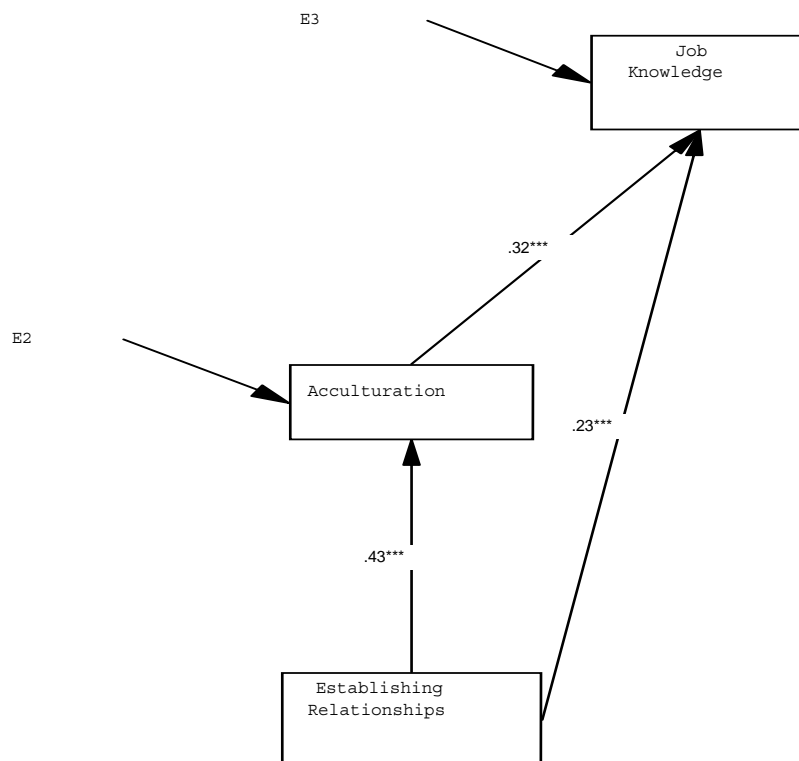 E3
Job
Knowledge
.32***
E2
Acculturation
.23***
.43***
Establishing
Relationships